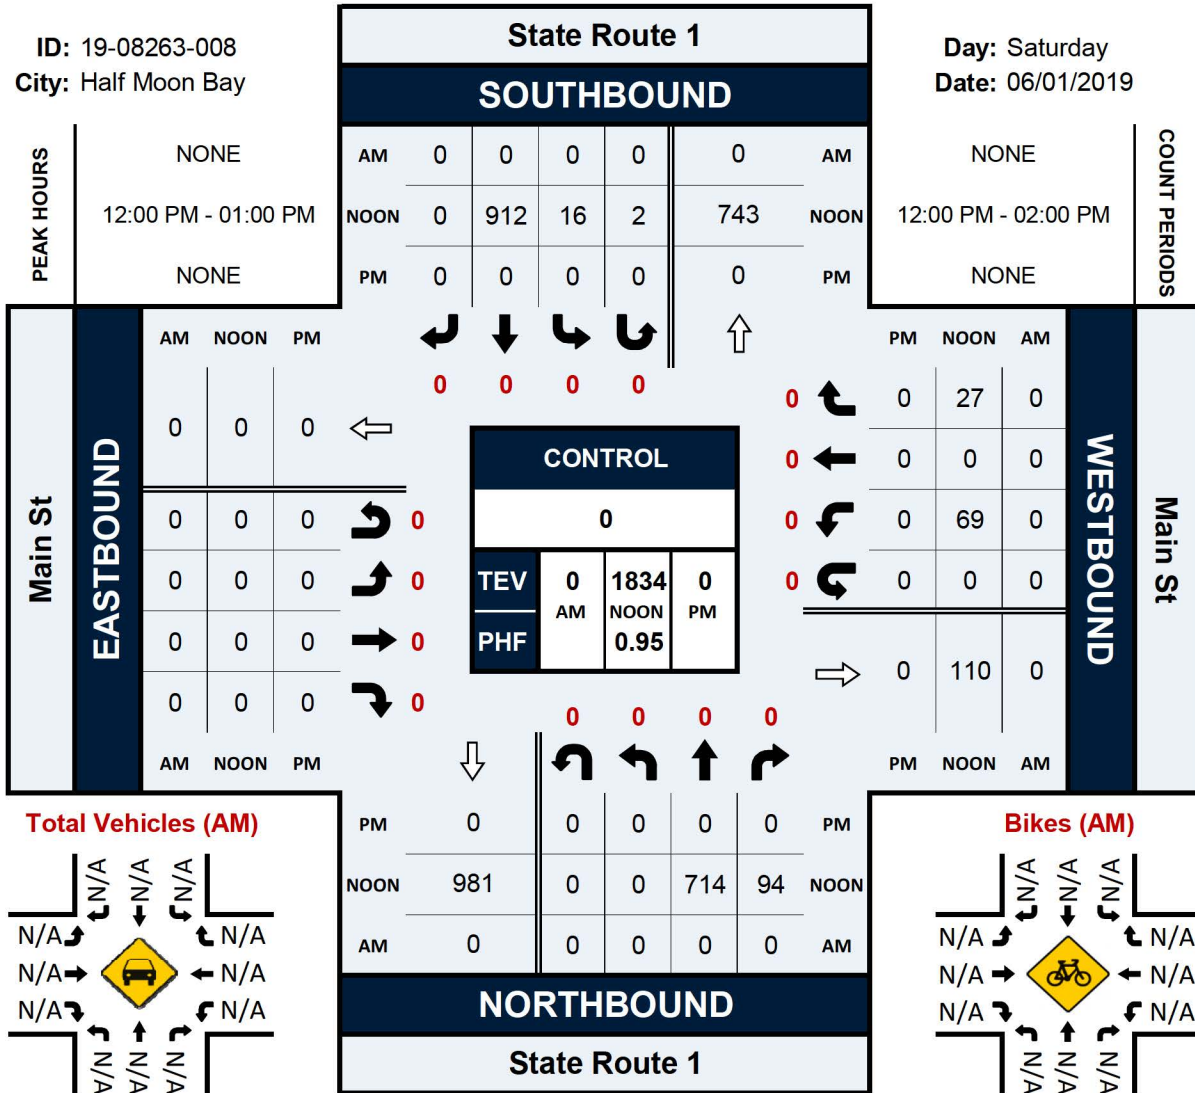 State Route 1
ID: 19-08263-008
Day: Saturday
City: Half Moon Bay
Date: 06/01/2019
SOUTHBOUND
PEAK HOURS
NONE
12:00 PM - 01:00 PM
NONE
AM 0 0 0 0 0 AM
NOON 0 912 16 2 743 NOON
PM 0 0 0 0 0 PM
NONE
12:00 PM - 02:00 PM
NONE
COUNT PERIODS
0 0 0 0
Main St
EASTBOUND
AM NOON PM
0 0 0
0 0 0 0
0 0 0 0
0 0 0 0
0 0 0 0
AM NOON PM
CONTROL
0
TEV 0 1834 0
AM NOON PM
PHF 0.95
PM NOON AM
0 0 27 0
0 0 0 0
0 0 69 0
0 0 0 0
0 110 0
PM NOON AM
WESTBOUND
Main St
0 0 0 0
PM 0 0 0 0 0 PM
NOON 981 0 0 714 94 NOON
AM 0 0 0 0 0 AM
NORTHBOUND
State Route 1
Total Vehicles (AM)
N/A N/A N/A
N/A N/A
N/A N/A
N/A N/A
N/A N/A N/A
Bikes (AM)
N/A N/A N/A
N/A N/A
N/A N/A
N/A N/A
N/A N/A N/A